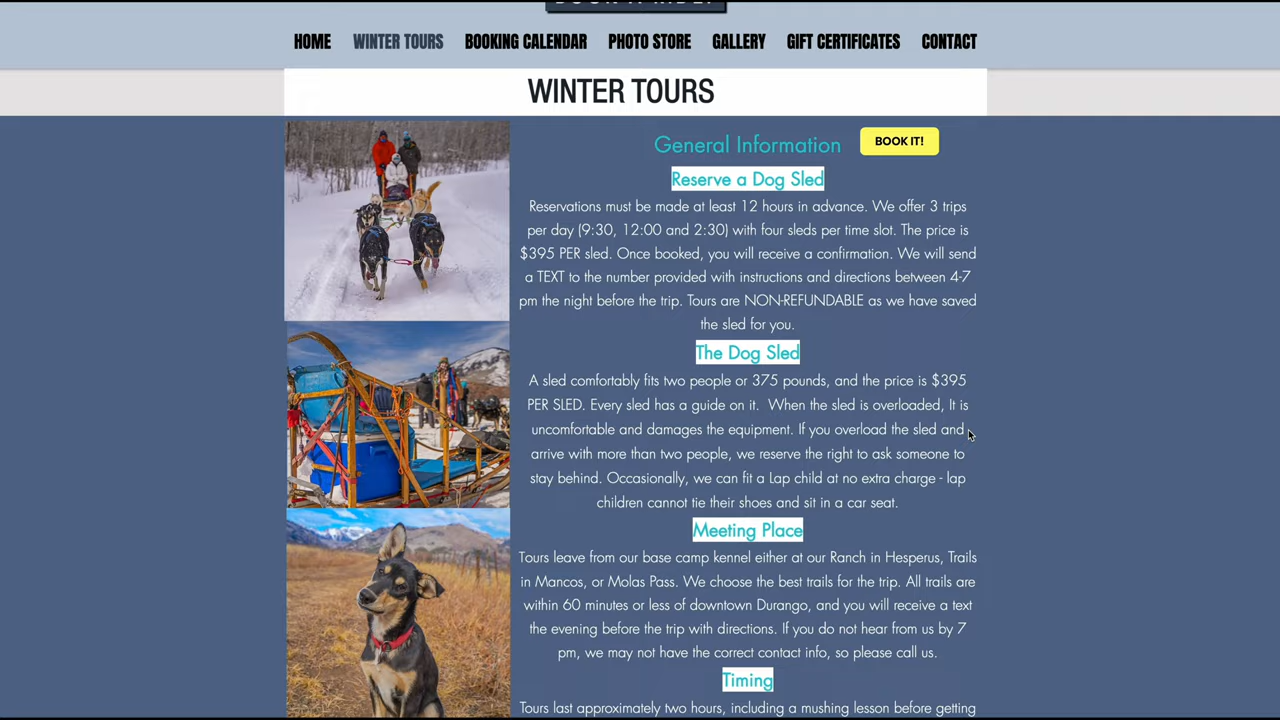 HOME WINTER TOURS BOOKING CALENDAR PHOTO STORE GALLERY GIFT CERTIFICATES CONTACT
WINTER TOURS
General Information BOOK IT!
Reserve a Dog Sled
Reservations must be made at least 12 hours in advance. We offer 3 trips
per day (9:30, 12:00 and 2:30) with four sleds per time slot. The price is
$395 PER sled. Once booked, you will receive a confirmation. We will send
a TEXT to the number provided with instructions and directions between 4-7
pm the night before the trip. Tours are NON-REFUNDABLE as we have saved
the sled for you.
The Dog Sled
A sled comfortably fits two people or 375 pounds, and the price is $395
PER SLED. Every sled has a guide on it. When the sled is overloaded, It is
uncomfortable and damages the equipment. If you overload the sled and
arrive with more than two people, we reserve the right to ask someone to
stay behind. Occasionally, we can fit a Lap child at no extra charge - lap
children cannot tie their shoes and sit in a car seat.
Meeting Place
Tours leave from our base camp kennel either at our Ranch in Hesperus, Trails
in Mancos, or Molas Pass. We choose the best trails for the trip. All trails are
within 60 minutes or less of downtown Durango, and you will receive a text
the evening before the trip with directions. If you do not hear from us by 7
pm, we may not have the correct contact info, so please call us.
Timing
Tours last approximately two hours, including a mushing lesson before getting